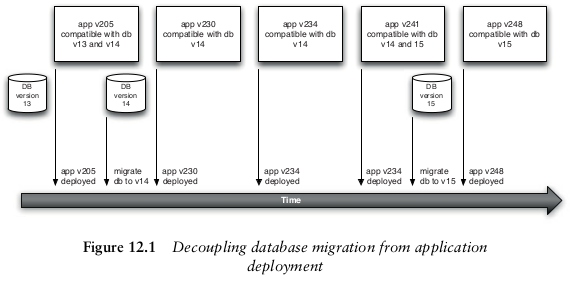 app v205
compatible with db
v13 and v14
app v230
compatible with db
v14
app v234
compatible with db
v14
app v241
compatible with db
v14 and 15
app v248
compatible with db
v15
DB
version
13
DB
version
14
DB
version
15
app v205
deployed
migrate
db to v14
app v230
deployed
app v234
deployed
app v234
deployed
migrate
db to v15
app v248
deployed
Time
Figure 12.1 Decoupling database migration from application
deployment